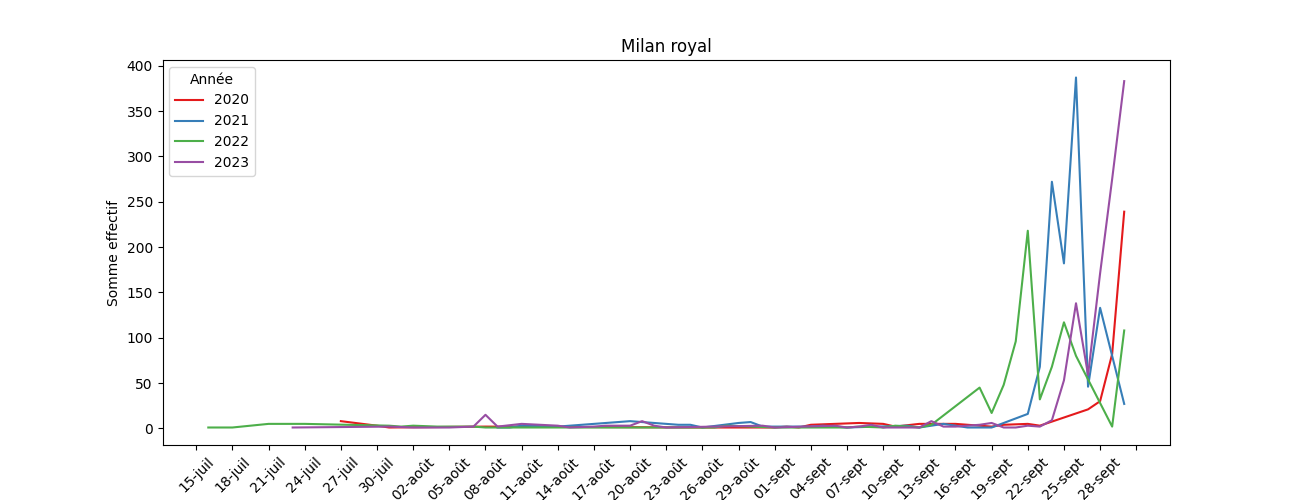 Milan royal
Somme effectif
400
350
300
250
200
150
100
50
0
Année
2020
2021
2022
2023
15-juil
18-juil
21-juil
24-juil
27-juil
30-juil
02-août
05-août
08-août
11-août
14-août
17-août
20-août
23-août
26-août
29-août
01-sept
04-sept
07-sept
10-sept
13-sept
16-sept
19-sept
22-sept
25-sept
28-sept